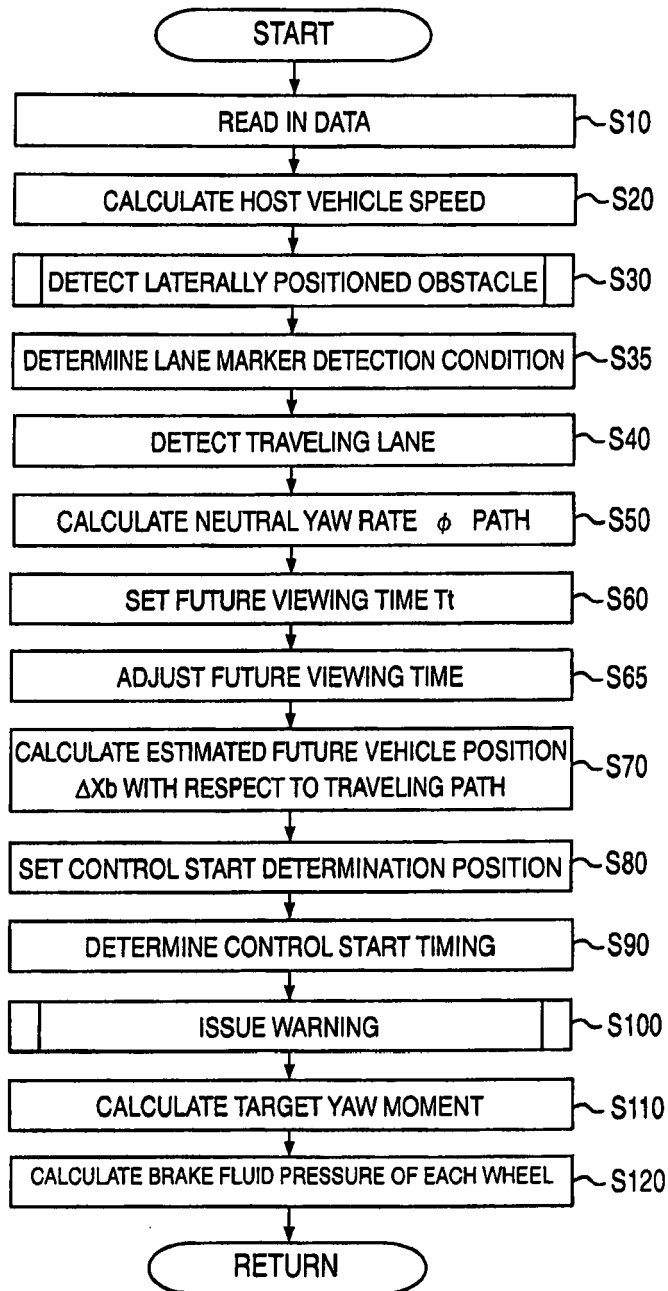 START
READ IN DATA
S10
CALCULATE HOST VEHICLE SPEED
S20
DETECT LATERALLY POSITIONED OBSTACLE
S30
DETERMINE LANE MARKER DETECTION CONDITION
S35
DETECT TRAVELING LANE
S40
CALCULATE NEUTRAL YAW RATE ϕ PATH
S50
SET FUTURE VIEWING TIME Tt
S60
ADJUST FUTURE VIEWING TIME
S65
CALCULATE ESTIMATED FUTURE VEHICLE POSITION
ΔXb WITH RESPECT TO TRAVELING PATH
S70
SET CONTROL START DETERMINATION POSITION
S80
DETERMINE CONTROL START TIMING
S90
ISSUE WARNING
S100
CALCULATE TARGET YAW MOMENT
S110
CALCULATE BRAKE FLUID PRESSURE OF EACH WHEEL
S120
RETURN